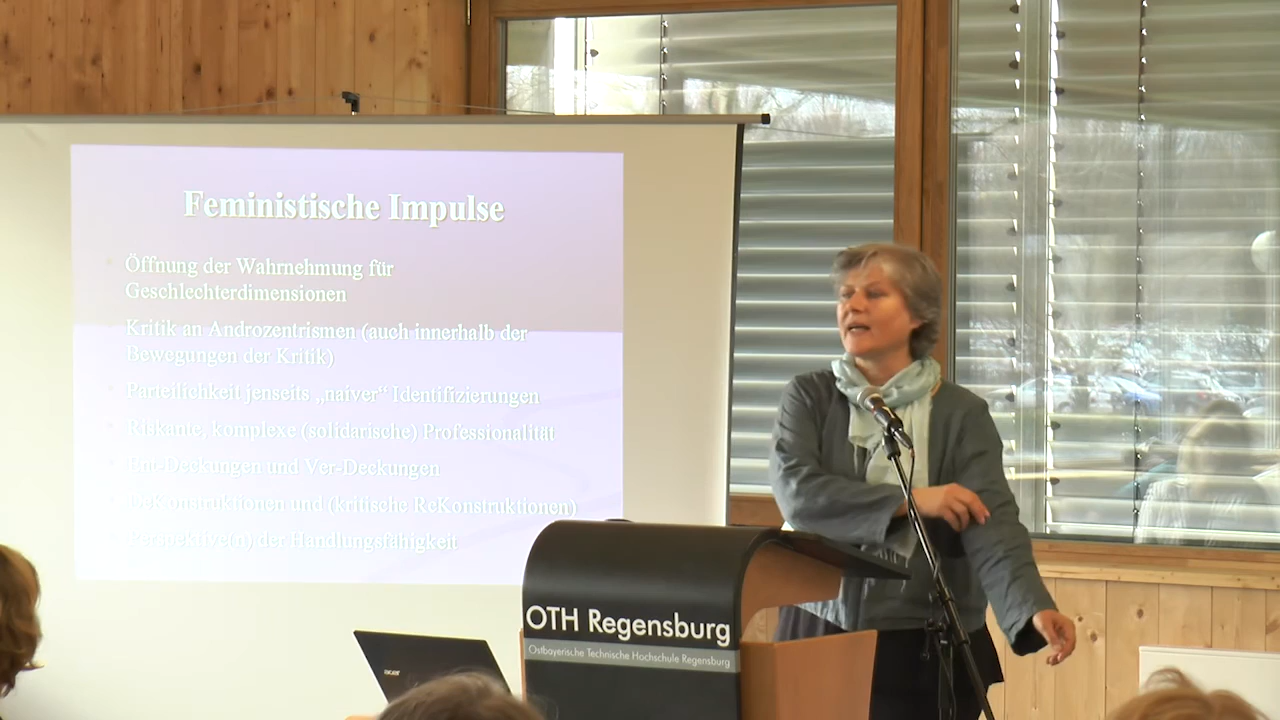 Feministische Impulse
Öffnung der Wahrnehmung für
Geschlechterdimensionen
Kritik an Androzentrismen (auch innerhalb der
Bewegungen der Kritik)
Parteilichkeit jenseits „naiver“ Identifizierungen
Riskante, komplexe (solidarische) Professionalität
Ent-Deckungen und Ver-Deckungen
DeKonstruktionen und (kritische ReKonstruktionen)
Perspektive(n) der Handlungsfähigkeit
OTH Regensburg
Ostbayerische Technische Hochschule Regensburg
acer